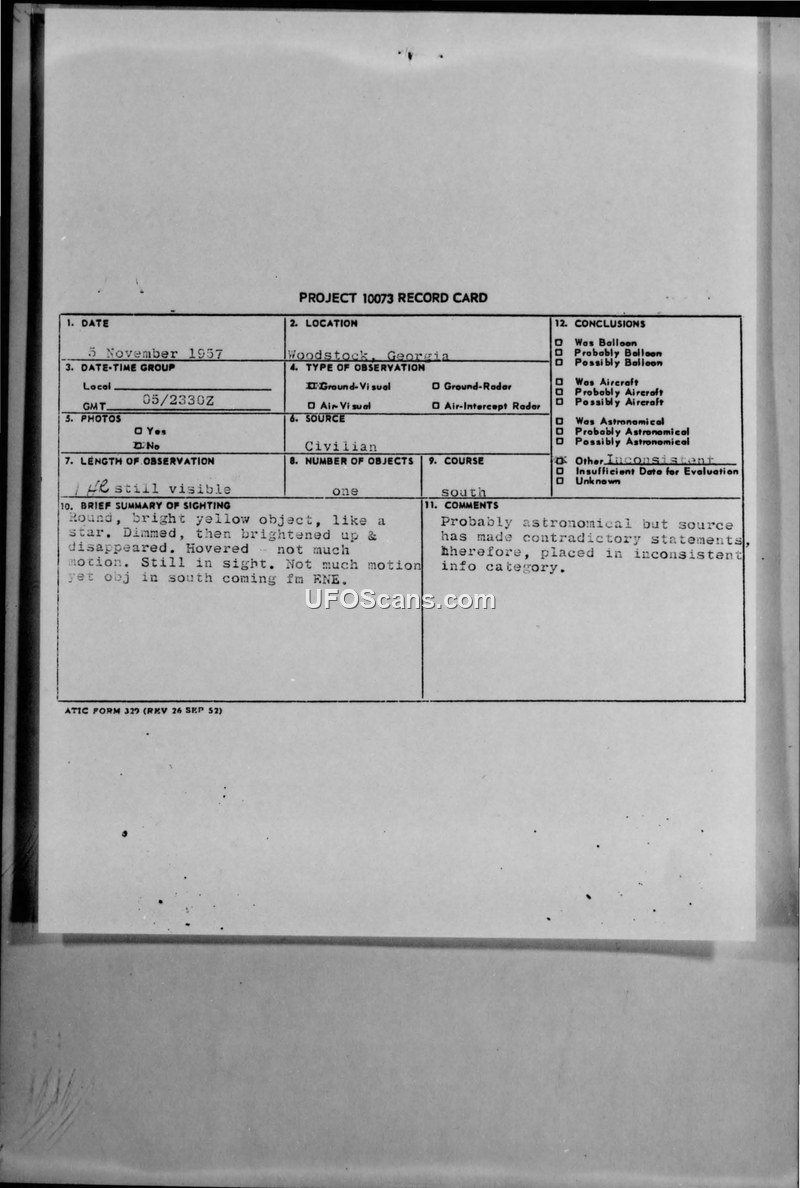 PROJECT 10073 RECORD CARD
1. DATE
5 November 1957
2. LOCATION
Woodstock, Georgia
3. DATE-TIME GROUP
Local
GMT 05/2330Z
4. TYPE OF OBSERVATION
Ground-Visual
Ground-Radar
Air-Visual
Air-Intercept Radar
5. PHOTOS
Yes
No
6. SOURCE
Civilian
7. LENGTH OF OBSERVATION
still visible
8. NUMBER OF OBJECTS
one
9. COURSE
south
12. CONCLUSIONS
Was Balloon
Probably Balloon
Possibly Balloon
Was Aircraft
Probably Aircraft
Possibly Aircraft
Was Astronomical
Probably Astronomical
Possibly Astronomical
Other Inconsistent
Insufficient Data for Evaluation
Unknown
10. BRIEF SUMMARY OF SIGHTING
Round, bright yellow object, like a
star. Dimmed, then brightened up &
disappeared. Hovered - not much
motion. Still in sight. Not much motion
yet obj in south coming fm ENE.
11. COMMENTS
Probably astronomical but source
has made contradictory statements,
therefore, placed in inconsistent
info category.
UFOScans.com
ATIC FORM 329 (REV 26 SEP 52)